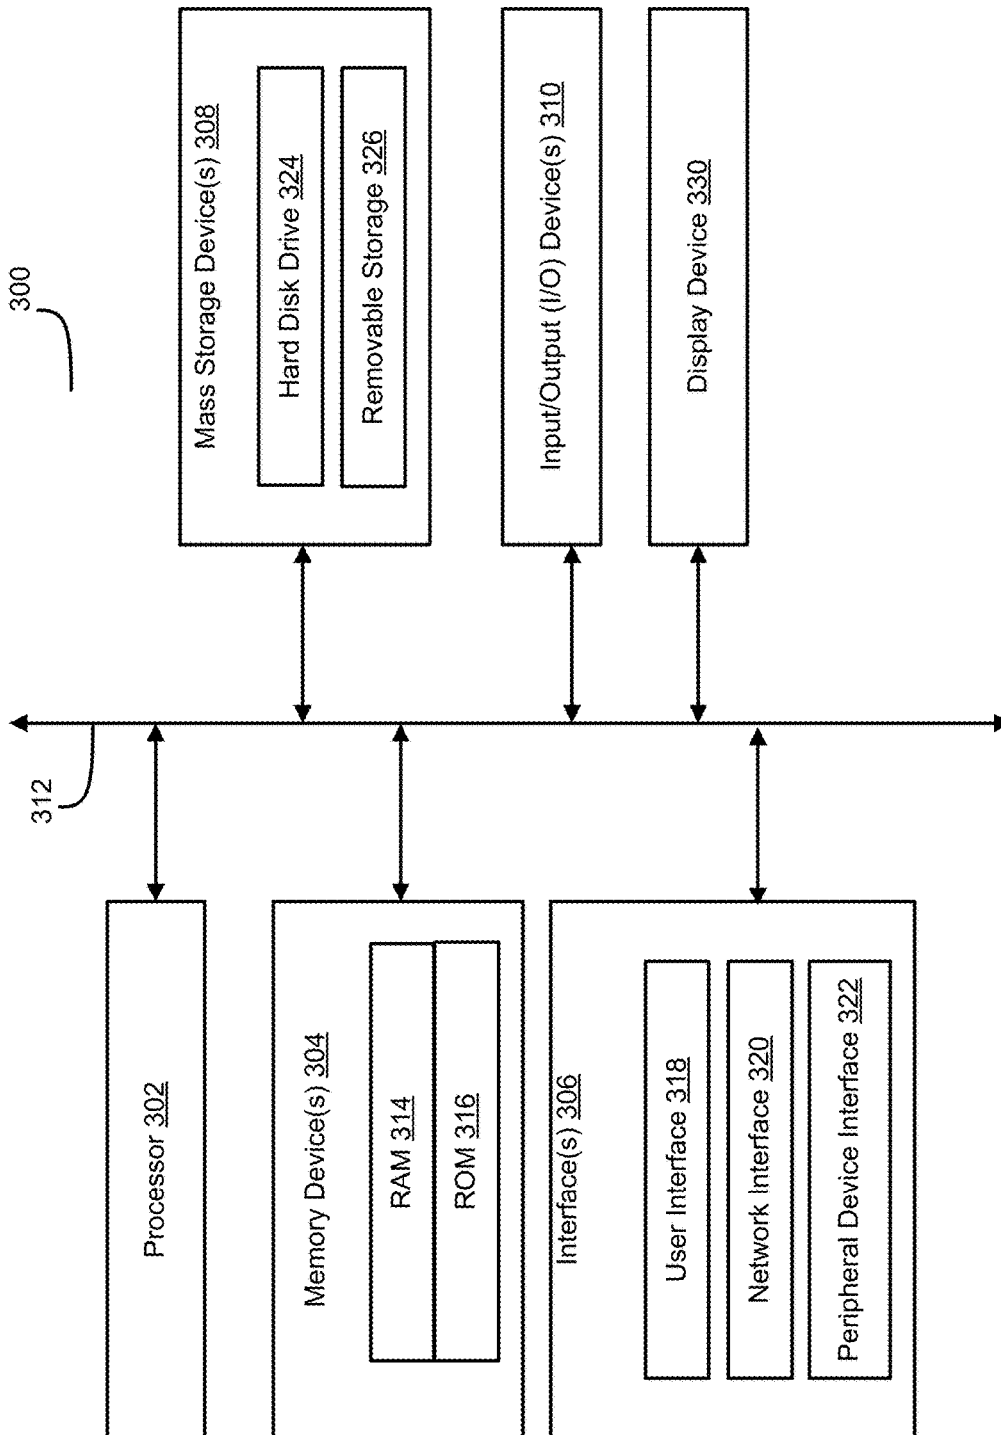 300
312
Processor 302
Memory Device(s) 304
RAM 314
ROM 316
Interface(s) 306
User Interface 318
Network Interface 320
Peripheral Device Interface 322
Mass Storage Device(s) 308
Hard Disk Drive 324
Removable Storage 326
Input/Output (I/O) Device(s) 310
Display Device 330